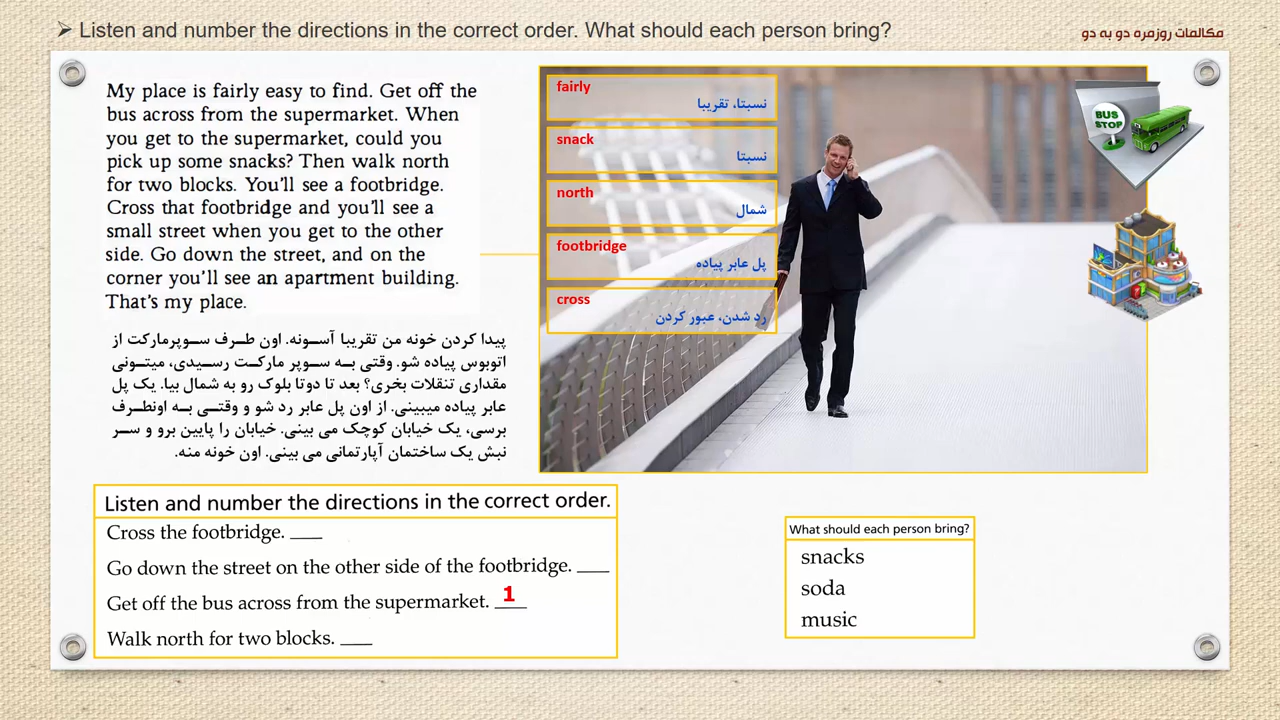 ➢ Listen and number the directions in the correct order. What should each person bring?
مکالمات روزمره دو به دو
My place is fairly easy to find. Get off the
bus across from the supermarket. When
you get to the supermarket, could you
pick up some snacks? Then walk north
for two blocks. You'll see a footbridge.
Cross that footbridge and you'll see a
small street when you get to the other
side. Go down the street, and on the
corner you'll see an apartment building.
That's my place.
پیدا کردن خونه من تقریبا آسونه. اون طرف سوپرمارکت از
اتوبوس پیاده شو. وقتی به سوپر مارکت رسیدی، میتونی
مقداری تنقلات بخری؟ بعد تا دوتا بلوک رو به شمال بیا. یک پل
عابر پیاده میبینی. از اون پل عابر رد شو و وقتی به اونطرف
برسی، یک خیابان کوچک می بینی. خیابان را پایین برو و سر
نبش یک ساختمان آپارتمانی می بینی. اون خونه منه.
fairly
نسبتا، تقریبا
snack
نسبتا
north
شمال
footbridge
پل عابر پیاده
cross
رد شدن، عبور کردن
BUS
STOP
Listen and number the directions in the correct order.
Cross the footbridge. ___
Go down the street on the other side of the footbridge. ___
Get off the bus across from the supermarket. 1
Walk north for two blocks. ___
What should each person bring?
snacks
soda
music